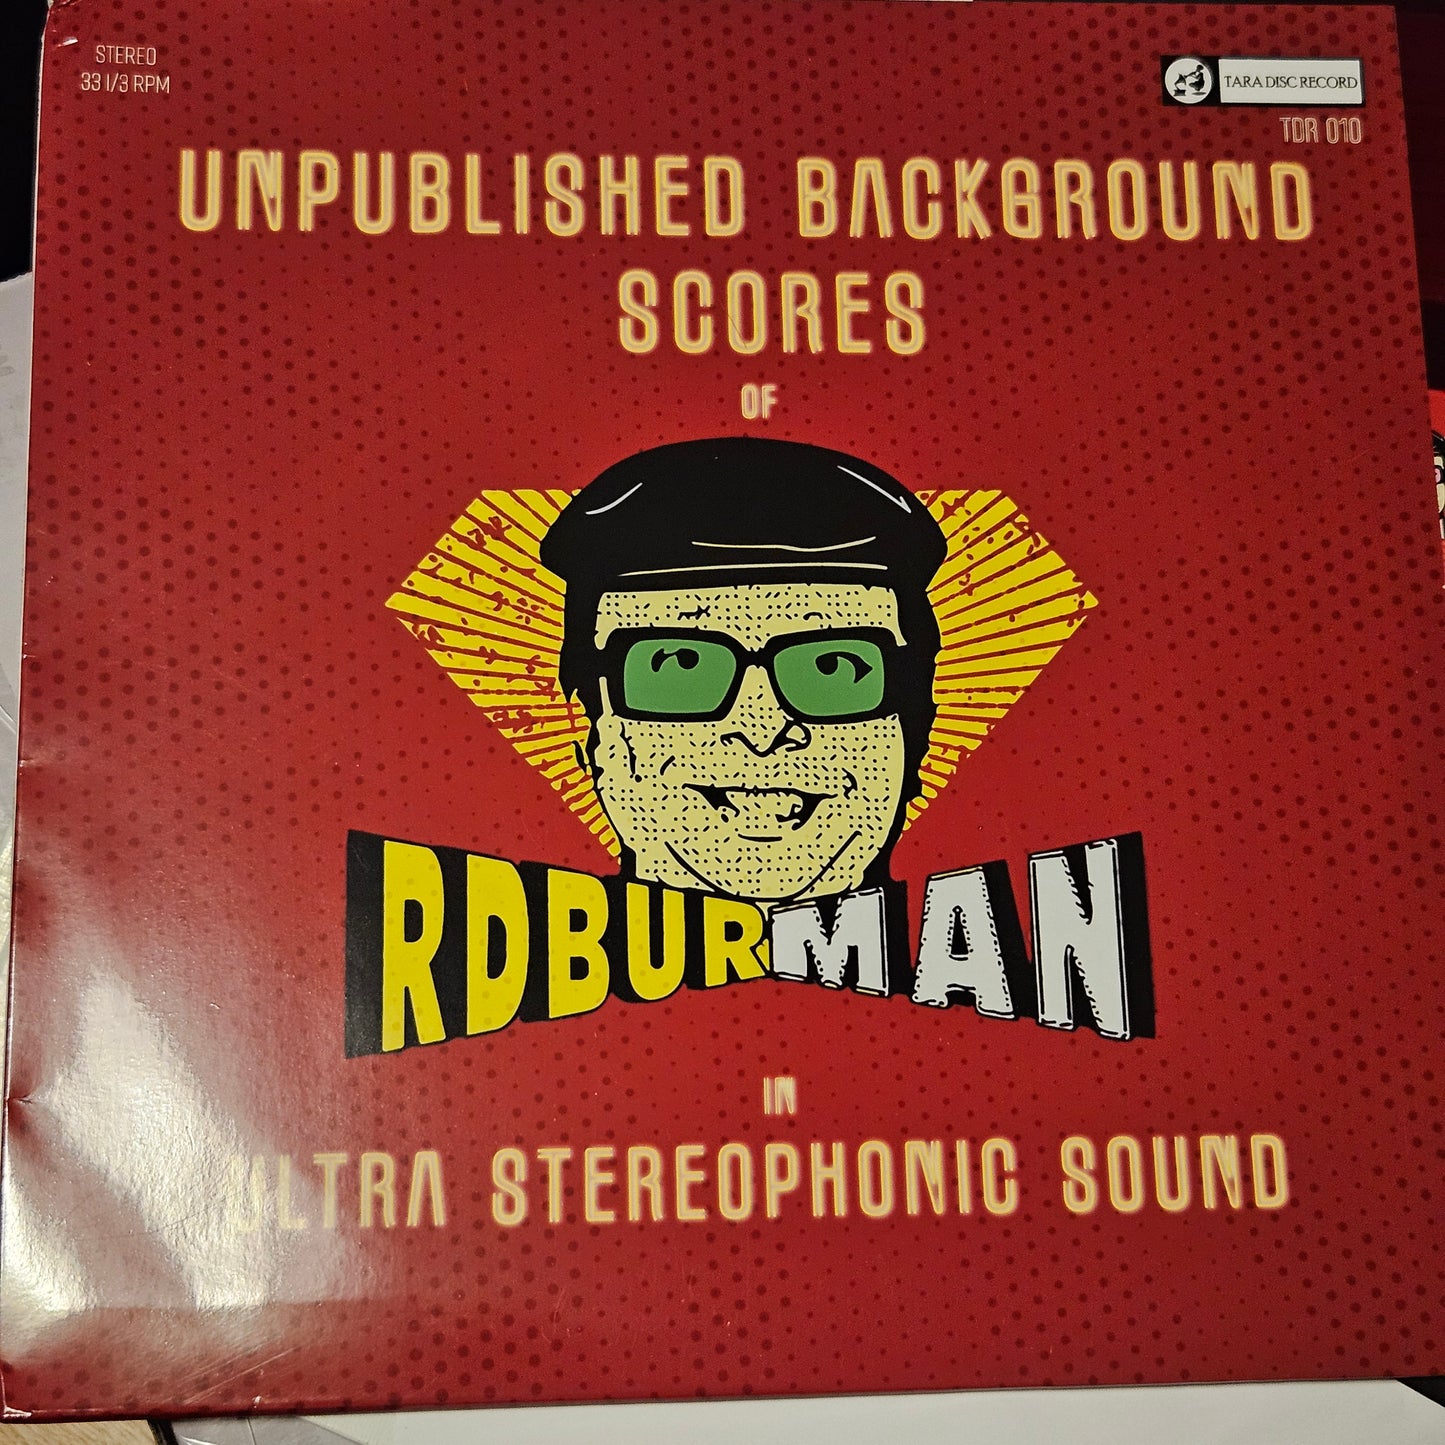 STEREO
33 1/3 RPM
TARA DISC RECORD
TDR 010
UNPUBLISHED BACKGROUND
SCORES
OF
RDBURMAN
IN
ULTRA STEREOPHONIC SOUND